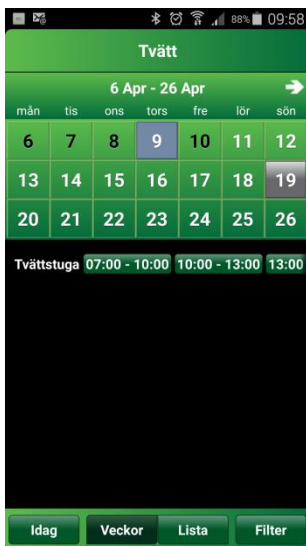 88% 09:58
Tvätt
6 Apr - 26 Apr
mån tis ons tors fre lör sön
6 7 8 9 10 11 12
13 14 15 16 17 18 19
20 21 22 23 24 25 26
Tvättstuga 07:00 - 10:00 10:00 - 13:00 13:00
Idag Veckor Lista Filter